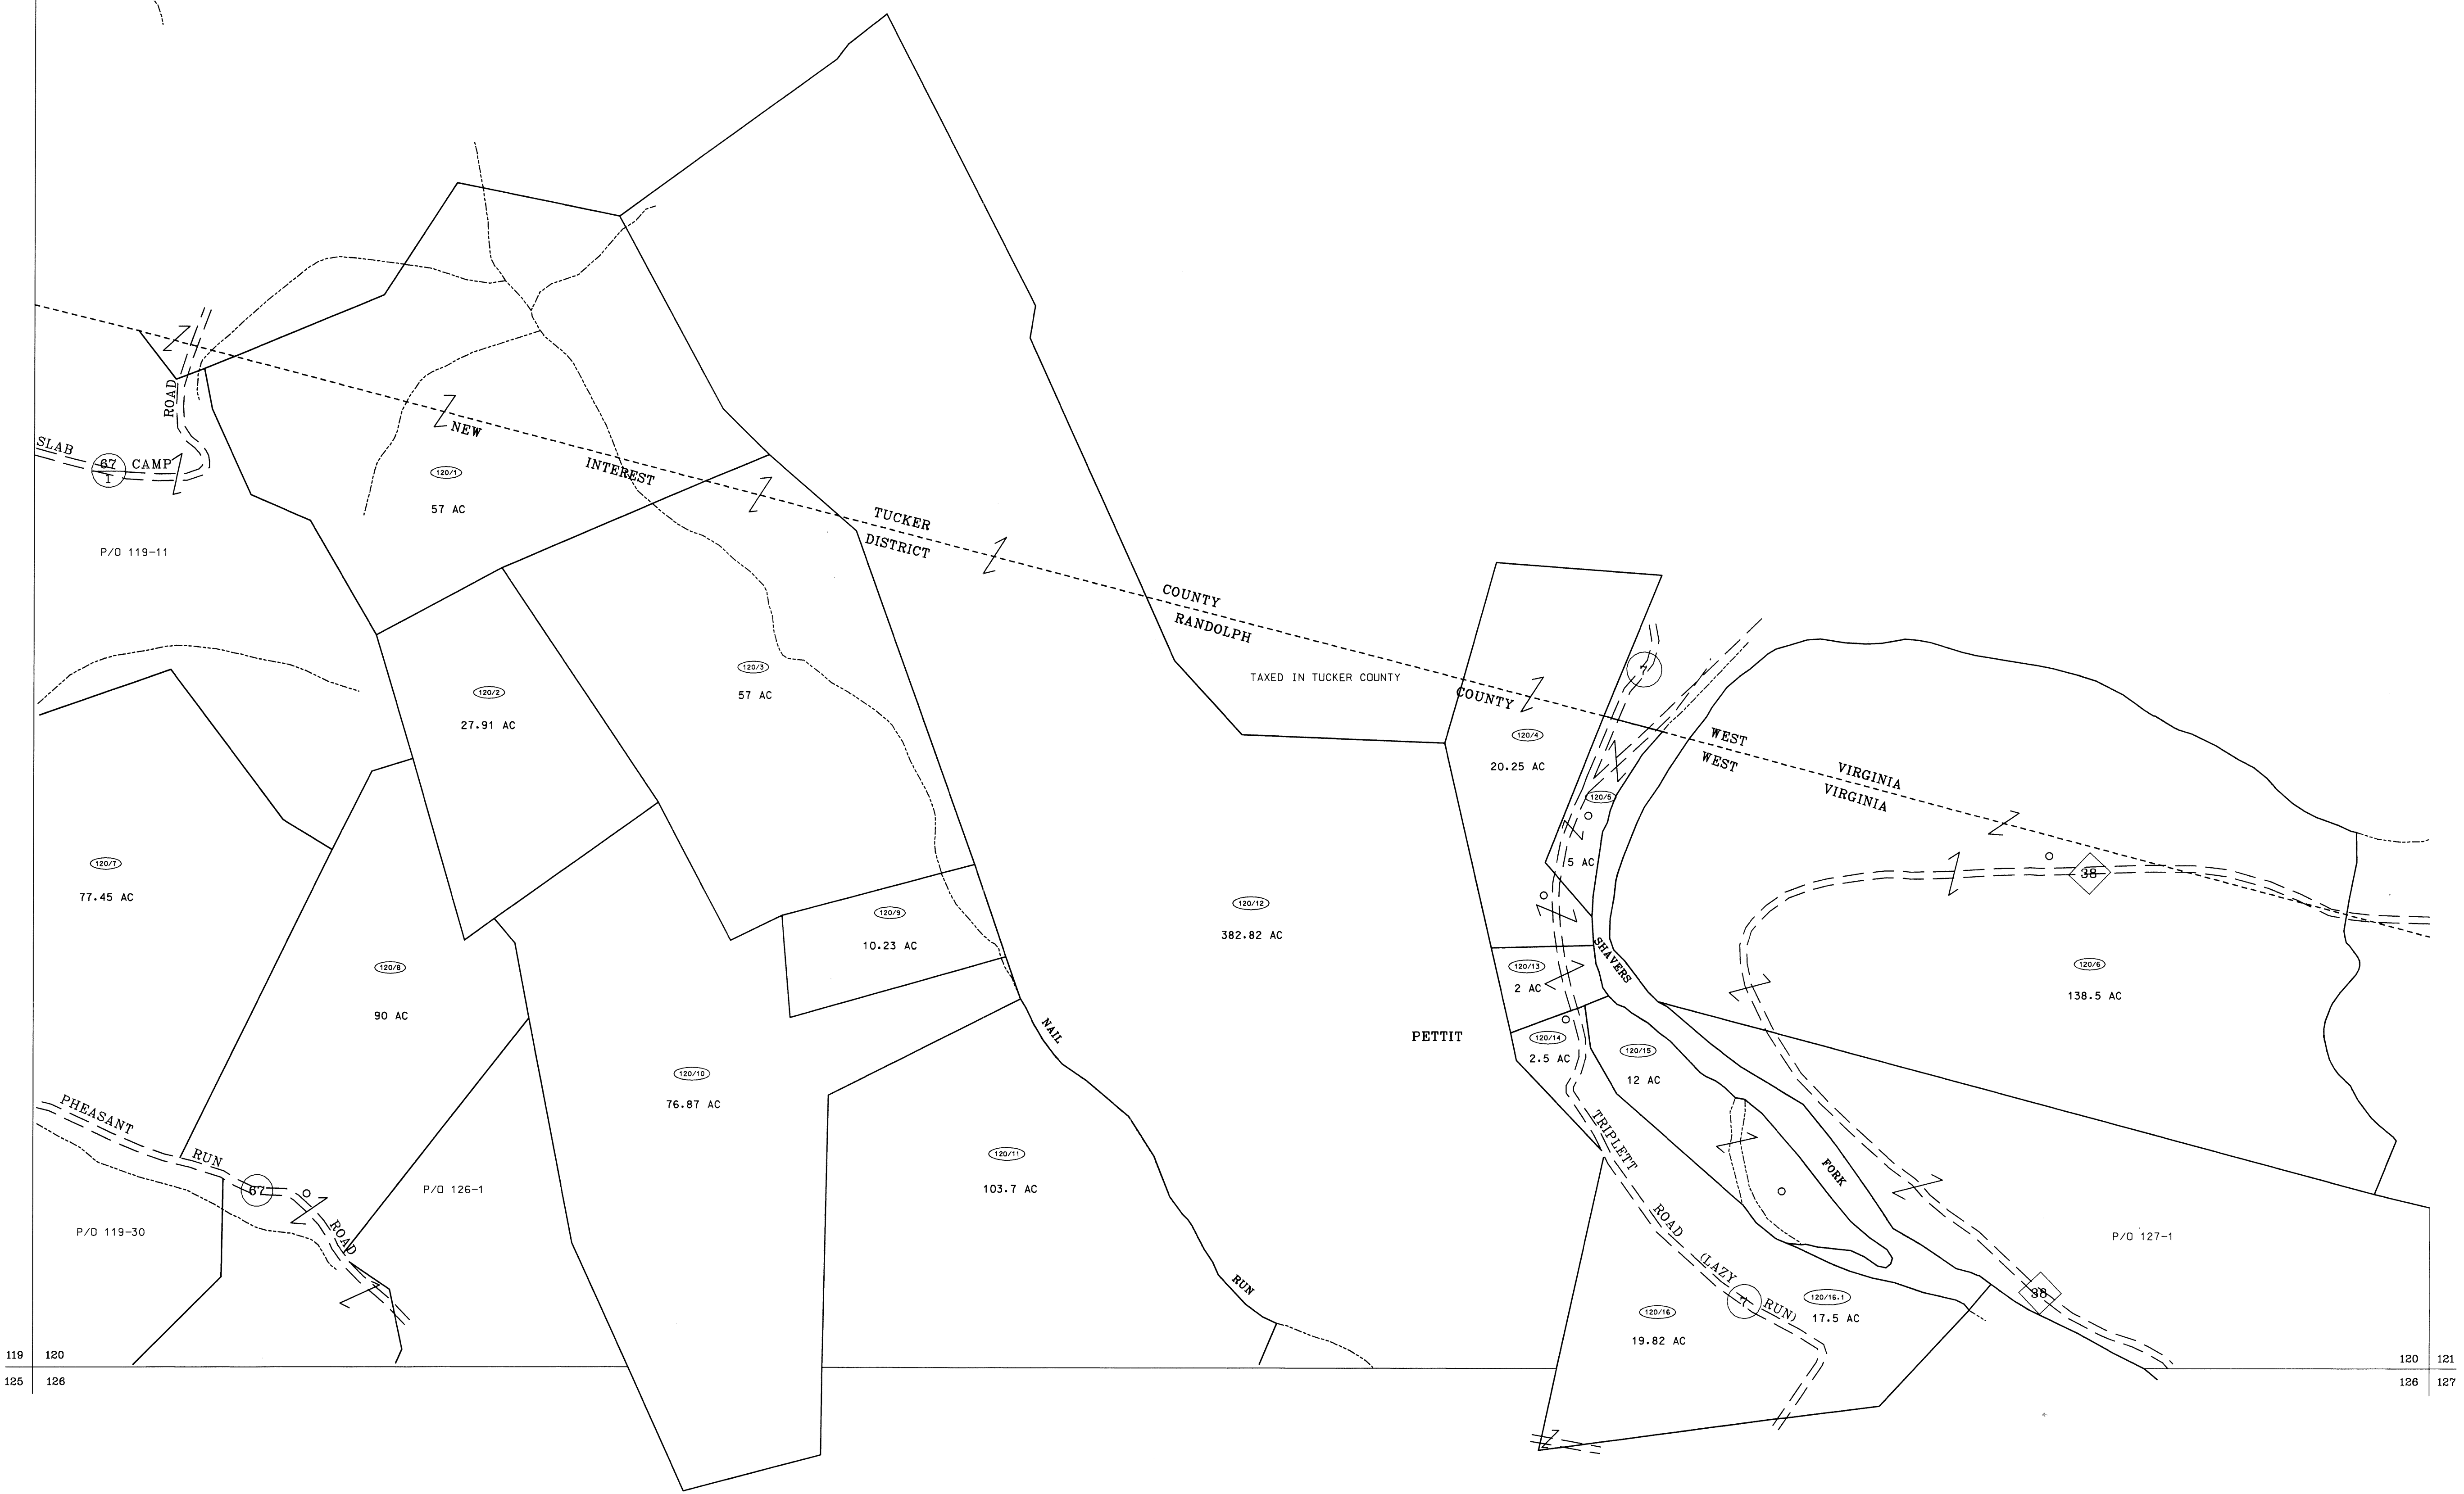 SLAB
67
1
CAMP
ROAD
NEW
INTEREST
TUCKER
DISTRICT
COUNTY
RANDOLPH
COUNTY
WEST
WEST
VIRGINIA
VIRGINIA
TAXED IN TUCKER COUNTY
120/1
57 AC
P/O 119-11
120/2
27.91 AC
120/3
57 AC
7
120/4
20.25 AC
120/5
5 AC
38
120/6
138.5 AC
120/7
77.45 AC
120/8
90 AC
120/9
10.23 AC
120/12
382.82 AC
120/13
2 AC
SHAVERS
FORK
PETTIT
120/14
2.5 AC
120/15
12 AC
120/10
76.87 AC
NAIL
RUN
120/11
103.7 AC
PHEASANT
RUN
67
ROAD
P/O 126-1
P/O 119-30
TRIPLETT
ROAD
(LAZY
7
RUN)
120/16
19.82 AC
120/16.1
17.5 AC
P/O 127-1
38
119 120
125 126
120 121
126 127